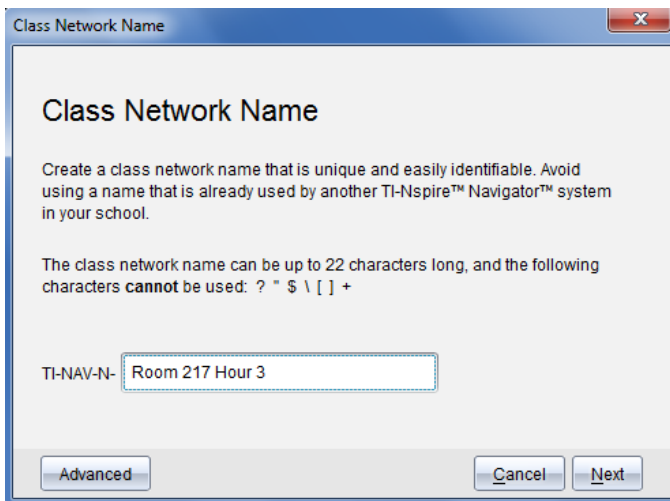 Class Network Name
Class Network Name
Create a class network name that is unique and easily identifiable. Avoid
using a name that is already used by another TI-Nspire™ Navigator™ system
in your school.
The class network name can be up to 22 characters long, and the following
characters cannot be used: ? " $ \ [ ] +
TI-NAV-N- Room 217 Hour 3
Advanced Cancel Next